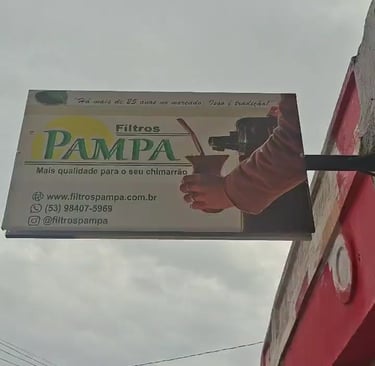 "Há mais de 25 anos no mercado. Isso é tradição!"
Filtros
PAMPA
Mais qualidade para o seu chimarrão
www.filtrospampa.com.br
(53) 98407-5969
@filtrospampa